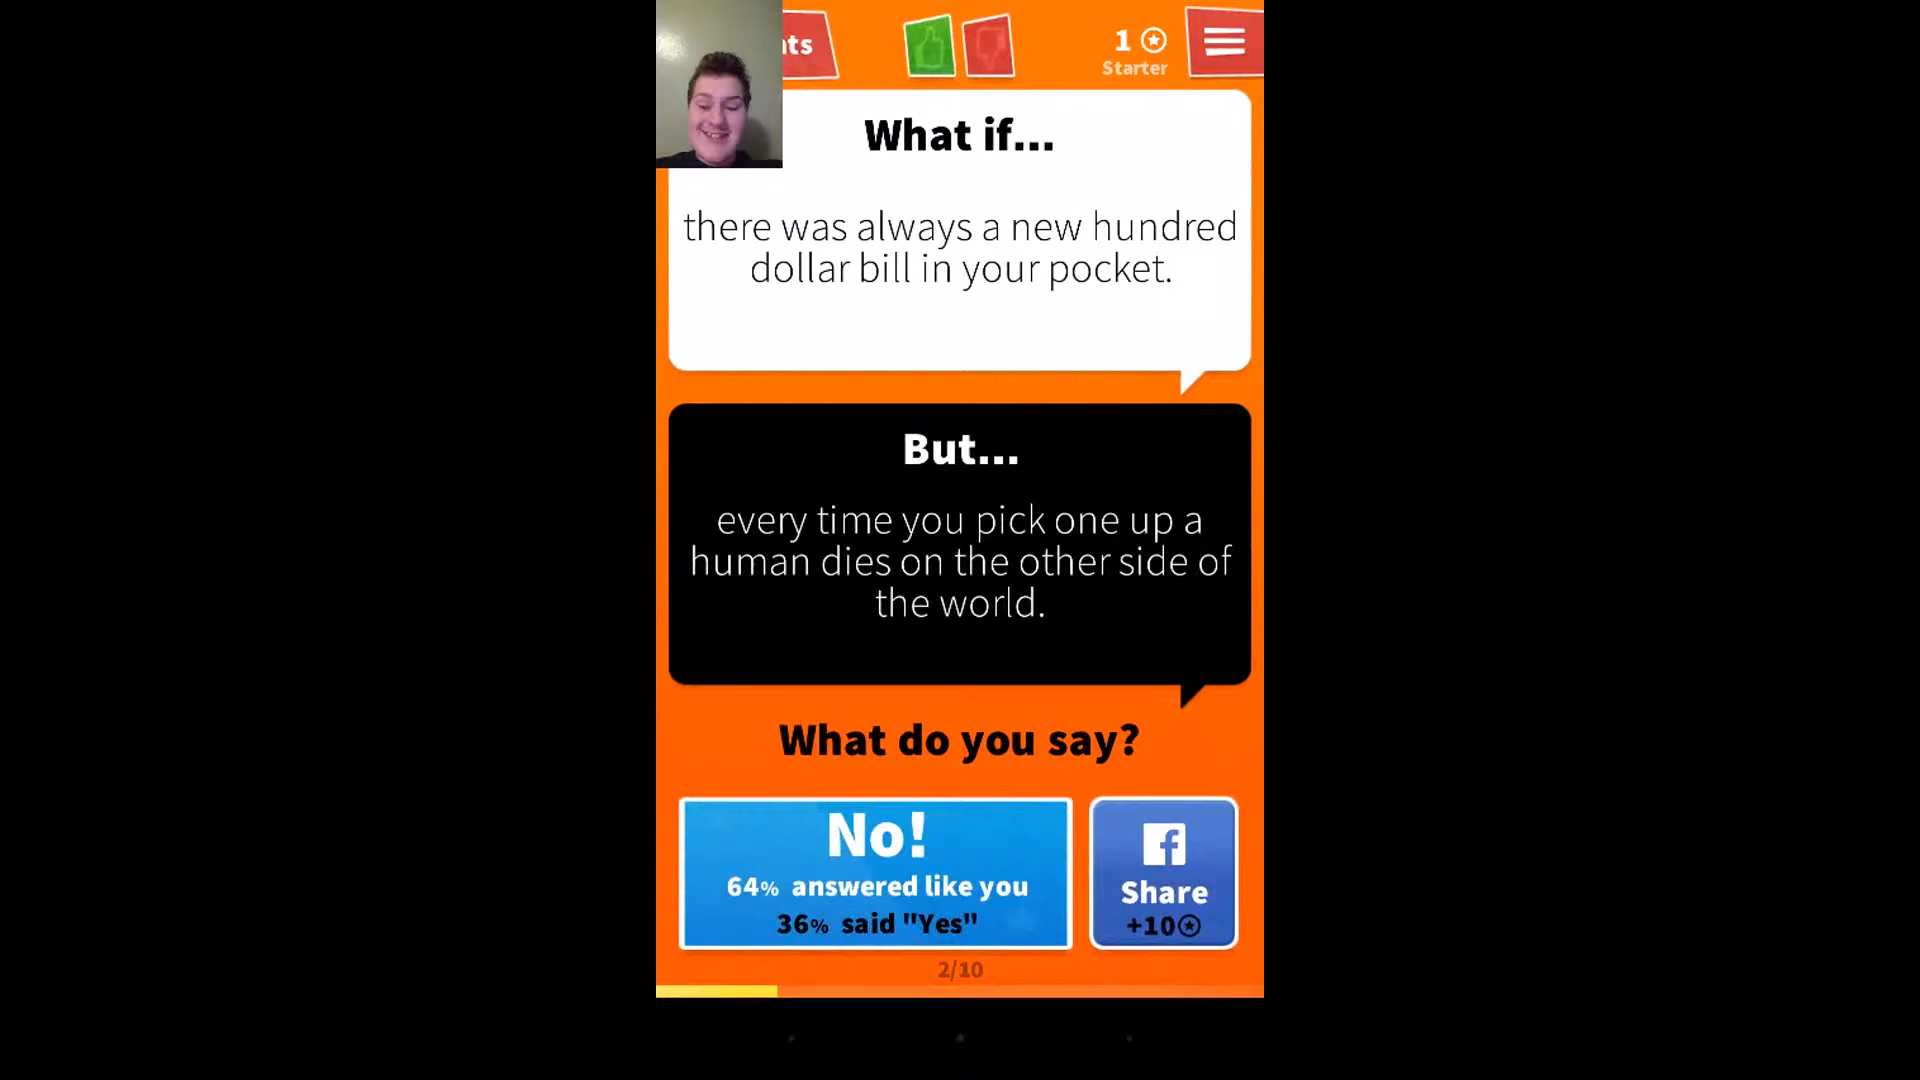 1
Starter
What if...
there was always a new hundred
dollar bill in your pocket.
But...
every time you pick one up a
human dies on the other side of
the world.
What do you say?
No!
64% answered like you
36% said "Yes"
Share
+10
2/10